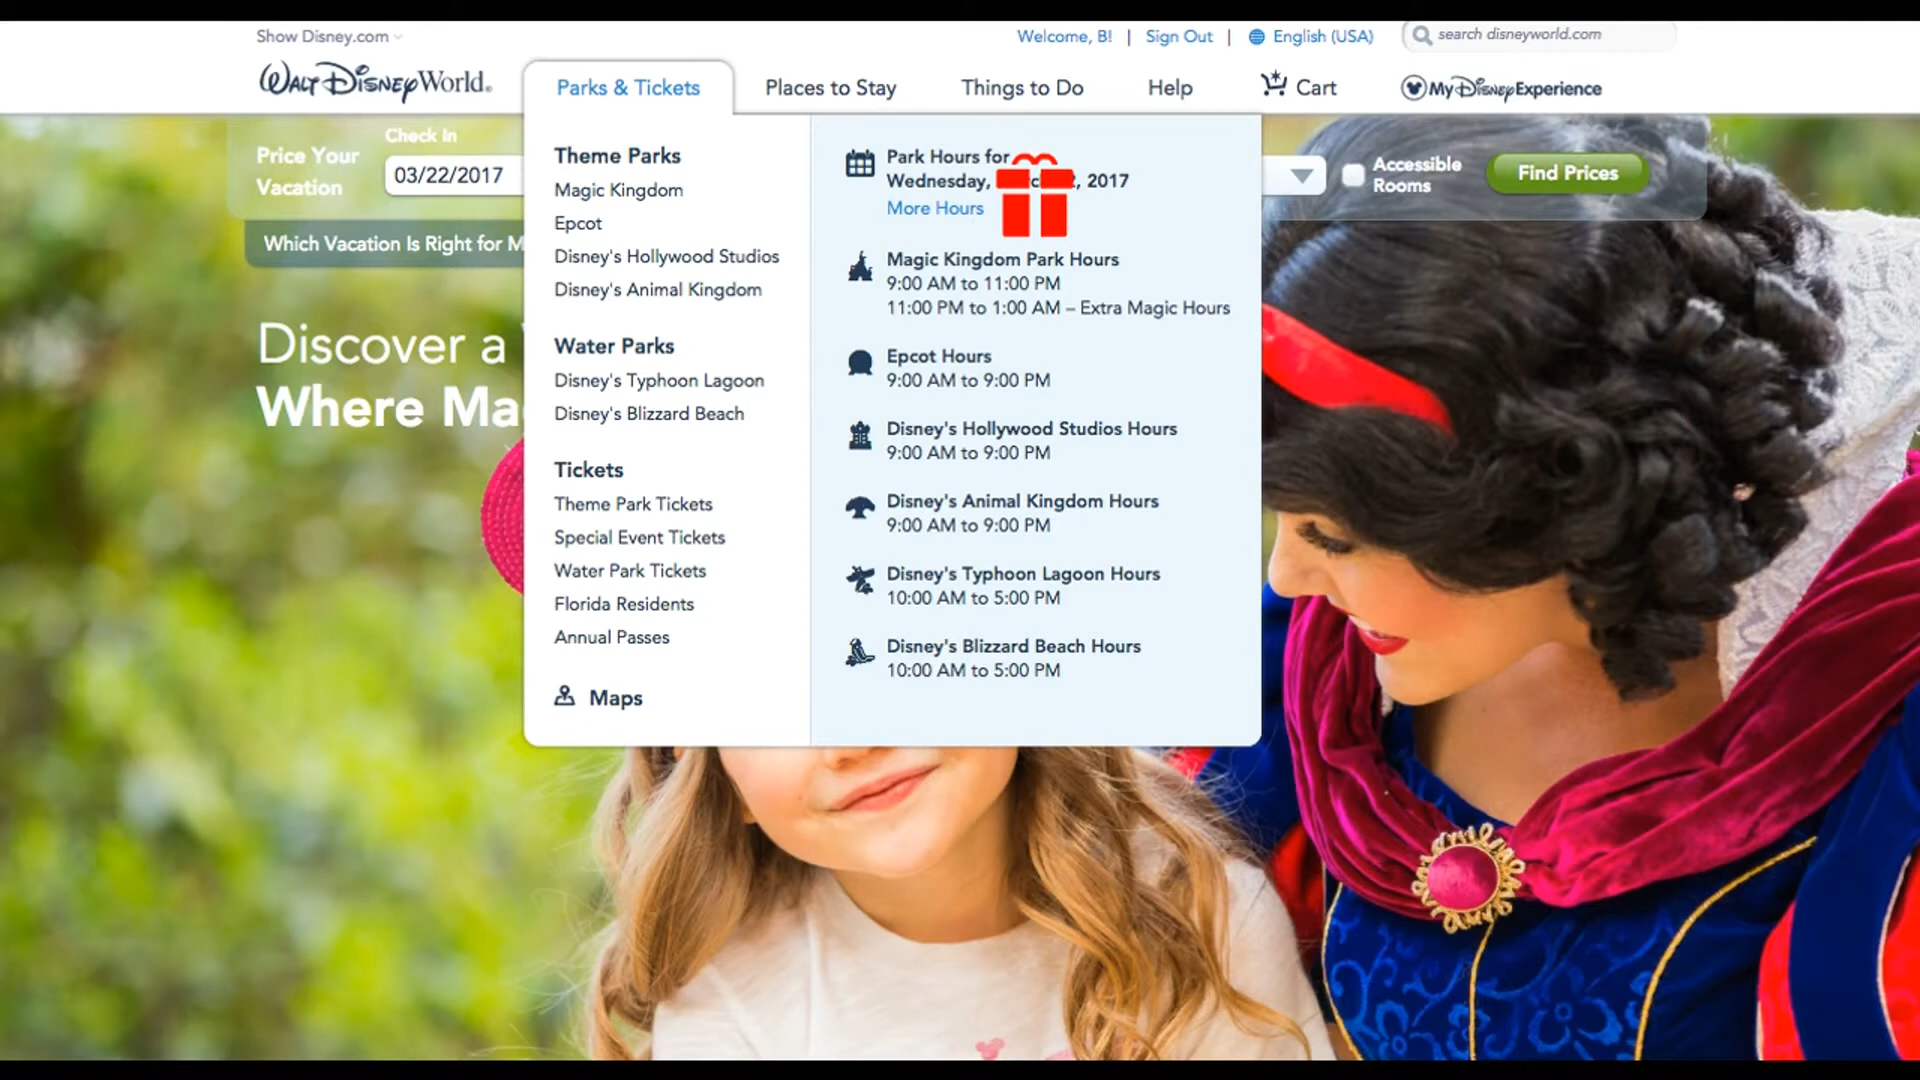 Show Disney.com
Welcome, B! | Sign Out | English (USA)
search disneyworld.com
Walt Disney World.
Parks & Tickets
Places to Stay
Things to Do
Help
Cart
My Disney Experience
Price Your
Vacation
Check In
03/22/2017
Accessible
Rooms
Find Prices
Which Vacation Is Right for
Discover a
Where
Theme Parks
Magic Kingdom
Epcot
Disney's Hollywood Studios
Disney's Animal Kingdom
Water Parks
Disney's Typhoon Lagoon
Disney's Blizzard Beach
Tickets
Theme Park Tickets
Special Event Tickets
Water Park Tickets
Florida Residents
Annual Passes
Maps
Park Hours for
Wednesday, 2017
More Hours
Magic Kingdom Park Hours
9:00 AM to 11:00 PM
11:00 PM to 1:00 AM – Extra Magic Hours
Epcot Hours
9:00 AM to 9:00 PM
Disney's Hollywood Studios Hours
9:00 AM to 9:00 PM
Disney's Animal Kingdom Hours
9:00 AM to 9:00 PM
Disney's Typhoon Lagoon Hours
10:00 AM to 5:00 PM
Disney's Blizzard Beach Hours
10:00 AM to 5:00 PM